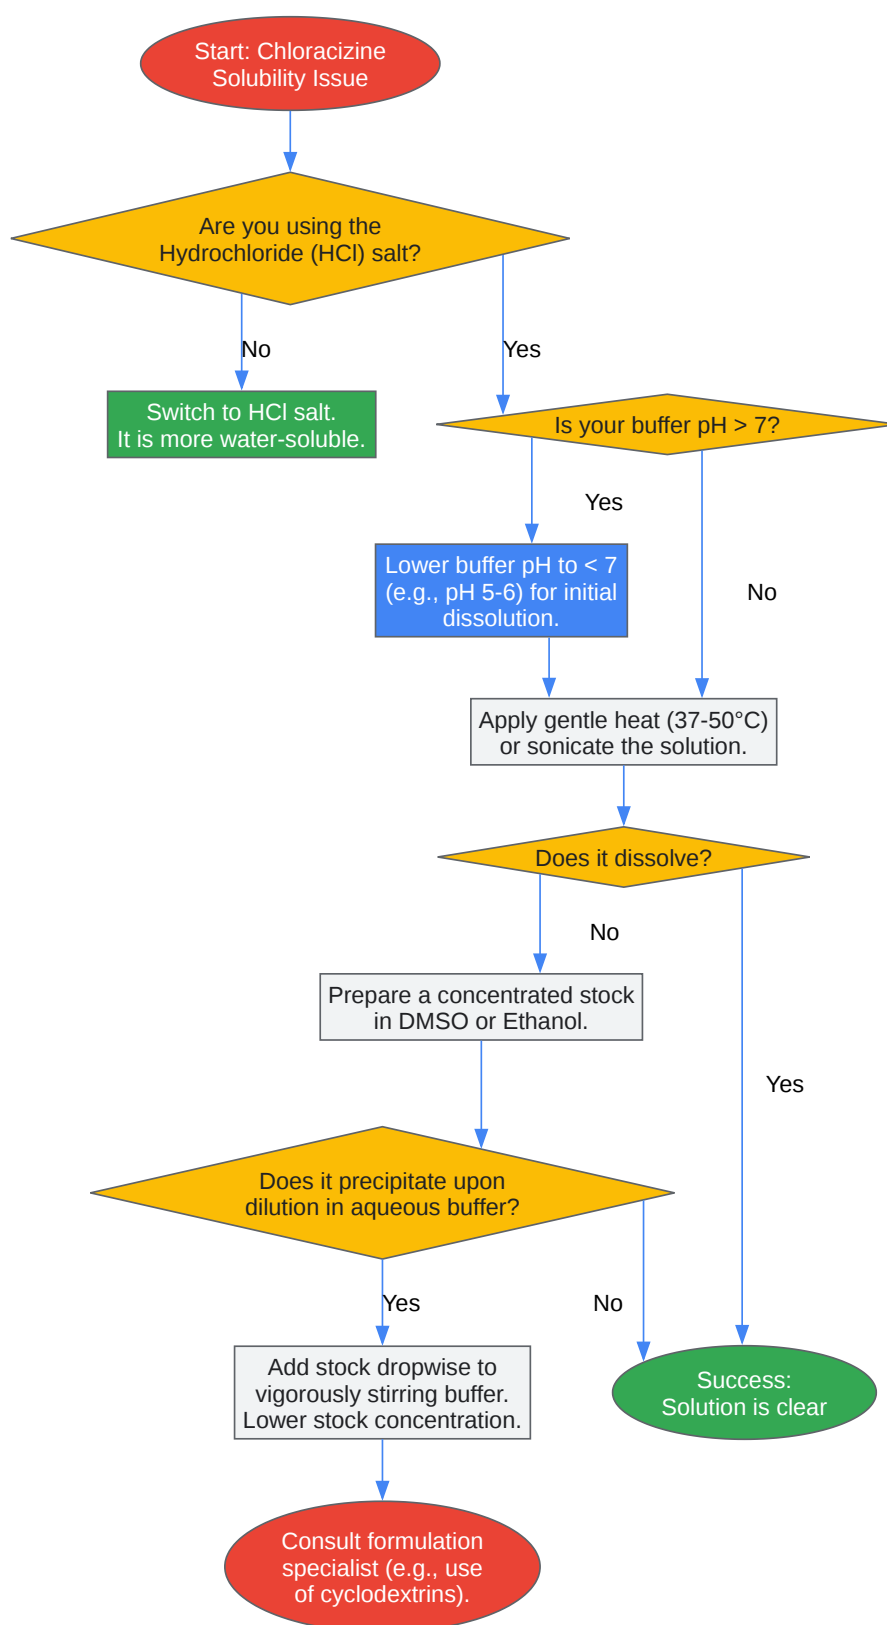 Start: Chloracizine
Solubility Issue
Are you using the
Hydrochloride (HCl) salt?
No
Yes
Switch to HCl salt.
It is more water-soluble.
Is your buffer pH > 7?
Yes
No
Lower buffer pH to < 7
(e.g., pH 5-6) for initial
dissolution.
Apply gentle heat (37-50°C)
or sonicate the solution.
Does it dissolve?
No
Yes
Prepare a concentrated stock
in DMSO or Ethanol.
Does it precipitate upon
dilution in aqueous buffer?
Yes
No
Add stock dropwise to
vigorously stirring buffer.
Lower stock concentration.
Success:
Solution is clear
Consult formulation
specialist (e.g., use
of cyclodextrins).